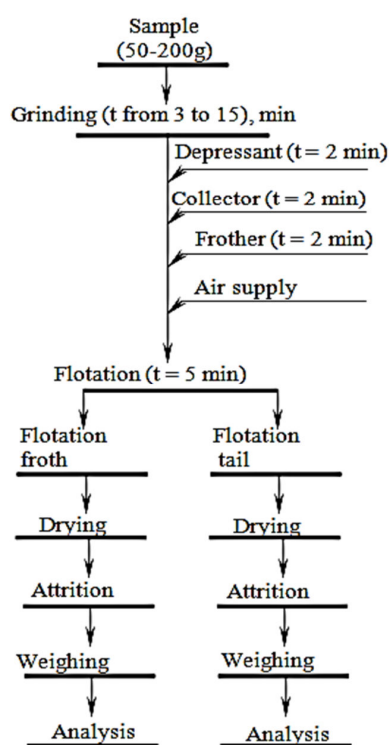 Sample
(50-200g)
Grinding (t from 3 to 15), min
Depressant (t = 2 min)
Collector (t = 2 min)
Frother (t = 2 min)
Air supply
Flotation (t = 5 min)
Flotation
froth
Drying
Attrition
Weighing
Analysis
Flotation
tail
Drying
Attrition
Weighing
Analysis